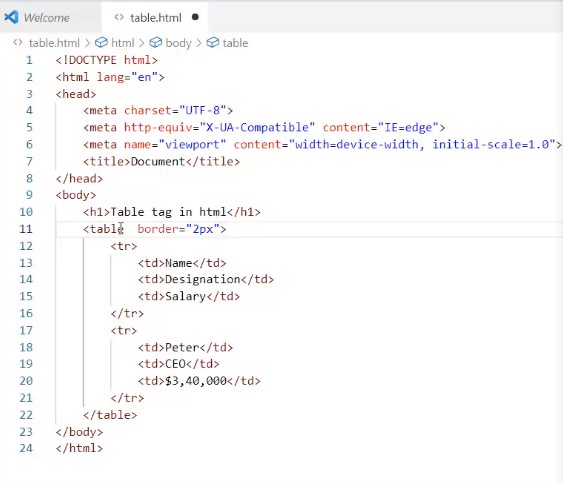 Welcome
<> table.html ●
<> table.html > html > body > table
1 <!DOCTYPE html>
2 <html lang="en">
3 <head>
4     <meta charset="UTF-8">
5     <meta http-equiv="X-UA-Compatible" content="IE=edge">
6     <meta name="viewport" content="width=device-width, initial-scale=1.0">
7     <title>Document</title>
8 </head>
9 <body>
10     <h1>Table tag in html</h1>
11     <table  border="2px">
12         <tr>
13             <td>Name</td>
14             <td>Designation</td>
15             <td>Salary</td>
16         </tr>
17         <tr>
18             <td>Peter</td>
19             <td>CEO</td>
20             <td>$3,40,000</td>
21         </tr>
22     </table>
23 </body>
24 </html>